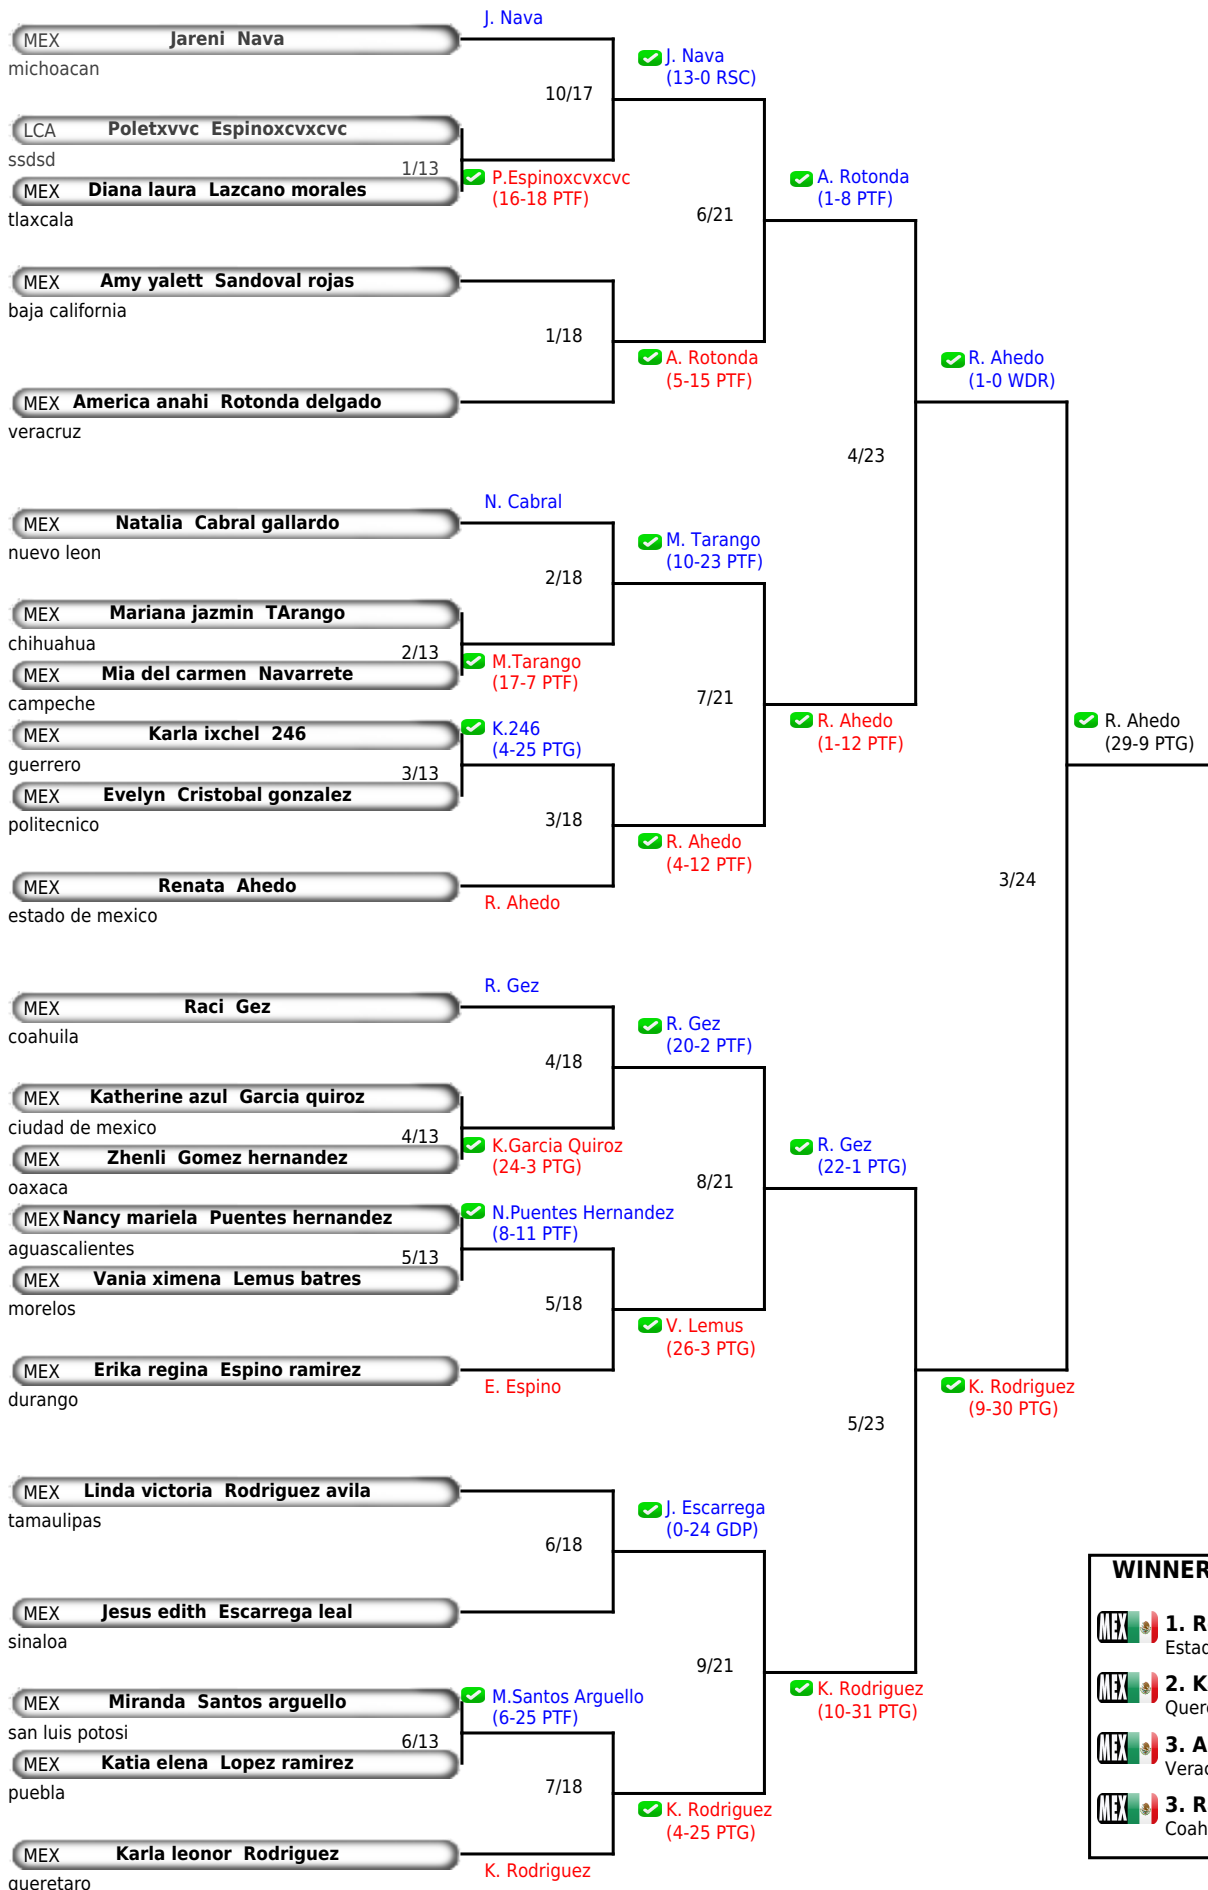 J. Nava
MEX Jareni Nava
michoacan
J. Nava
(13-0 RSC)
10/17
LCA Poletxvvc Espinoxcvxcvc
ssdsd
1/13
P.Espinoxcvxcvc
(16-18 PTF)
MEX Diana laura Lazcano morales
tlaxcala
A. Rotonda
(1-8 PTF)
6/21
MEX Amy yalett Sandoval rojas
baja california
1/18
A. Rotonda
(5-15 PTF)
R. Ahedo
(1-0 WDR)
MEX America anahi Rotonda delgado
veracruz
4/23
N. Cabral
MEX Natalia Cabral gallardo
nuevo leon
M. Tarango
(10-23 PTF)
2/18
MEX Mariana jazmin TArango
chihuahua
2/13
M.Tarango
(17-7 PTF)
MEX Mia del carmen Navarrete
campeche
7/21
MEX Karla ixchel 246
guerrero
K.246
(4-25 PTG)
R. Ahedo
(1-12 PTF)
R. Ahedo
(29-9 PTG)
3/13
MEX Evelyn Cristobal gonzalez
politecnico
3/18
R. Ahedo
(4-12 PTF)
MEX Renata Ahedo
estado de mexico
R. Ahedo
3/24
R. Gez
MEX Raci Gez
coahuila
R. Gez
(20-2 PTF)
4/18
MEX Katherine azul Garcia quiroz
ciudad de mexico
4/13
K.Garcia Quiroz
(24-3 PTG)
MEX Zhenli Gomez hernandez
oaxaca
R. Gez
(22-1 PTG)
8/21
MEX Nancy mariela Puentes hernandez
aguascalientes
N.Puentes Hernandez
(8-11 PTF)
5/13
MEX Vania ximena Lemus batres
morelos
5/18
V. Lemus
(26-3 PTG)
MEX Erika regina Espino ramirez
durango
E. Espino
K. Rodriguez
(9-30 PTG)
5/23
MEX Linda victoria Rodriguez avila
tamaulipas
J. Escarrega
(0-24 GDP)
6/18
MEX Jesus edith Escarrega leal
sinaloa
9/21
K. Rodriguez
(10-31 PTG)
MEX Miranda Santos arguello
san luis potosi
M.Santos Arguello
(6-25 PTF)
6/13
MEX Katia elena Lopez ramirez
puebla
7/18
K. Rodriguez
(4-25 PTG)
MEX Karla leonor Rodriguez
queretaro
K. Rodriguez
WINNER
MEX 1. R
Estad
MEX 2. K
Quer
MEX 3. A
Verac
MEX 3. R
Coah